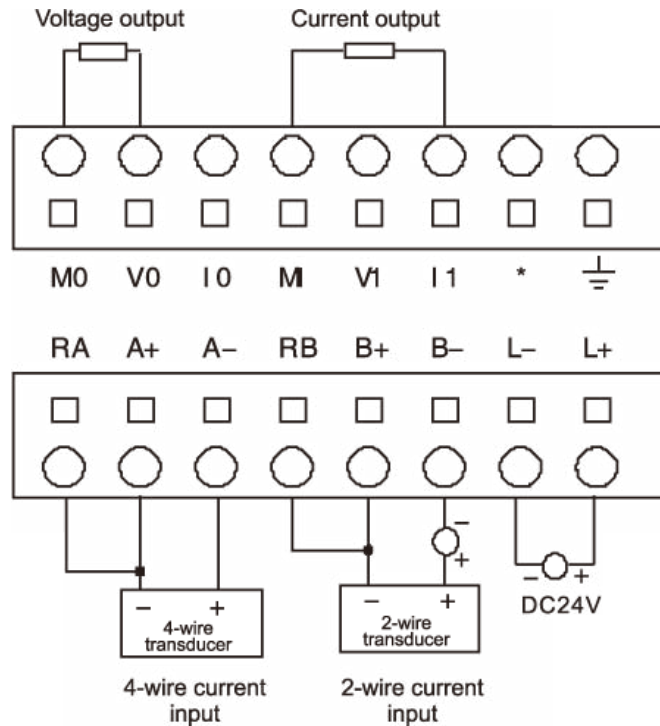 Voltage output Current output
M0 V0 I0 MI V1 I1 *
RA A+ A− RB B+ B− L− L+
− + − + − + − +
DC24V
4-wire transducer
2-wire transducer
4-wire current input
2-wire current input